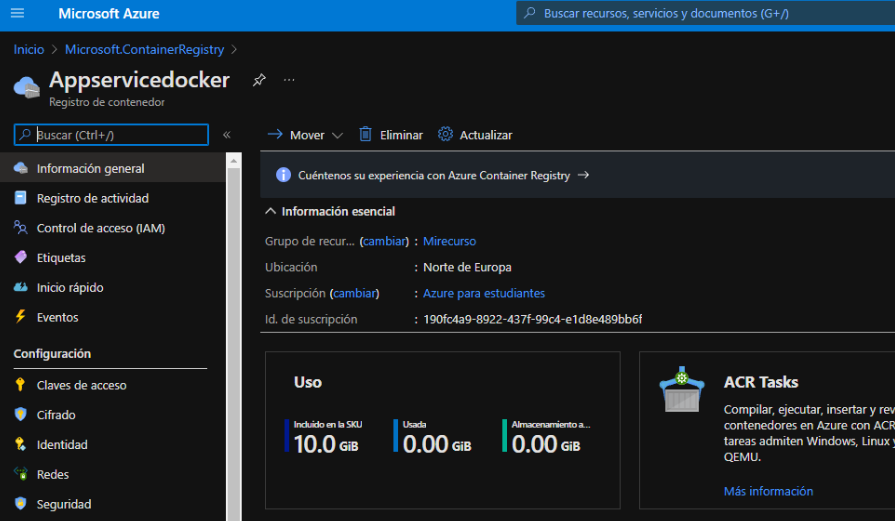 Microsoft Azure
Buscar recursos, servicios y documentos (G+/)
Inicio > Microsoft.ContainerRegistry >
Appservicedocker
Registro de contenedor
Buscar (Ctrl+/)
«
Información general
Registro de actividad
Control de acceso (IAM)
Etiquetas
Inicio rápido
Eventos
Configuración
Claves de acceso
Cifrado
Identidad
Redes
Seguridad
Mover
Eliminar
Actualizar
Cuéntenos su experiencia con Azure Container Registry →
Información esencial
Grupo de recur... (cambiar) : Mirecurso
Ubicación : Norte de Europa
Suscripción (cambiar) : Azure para estudiantes
Id. de suscripción : 190fc4a9-8922-437f-99c4-e1d8e489bb6f
Uso
Incluido en la SKU
10.0 GiB
Usada
0.00 GiB
Almacenamiento a...
0.00 GiB
ACR Tasks
Compilar, ejecutar, insertar y rev
contenedores en Azure con ACR
tareas admiten Windows, Linux y
QEMU.
Más información